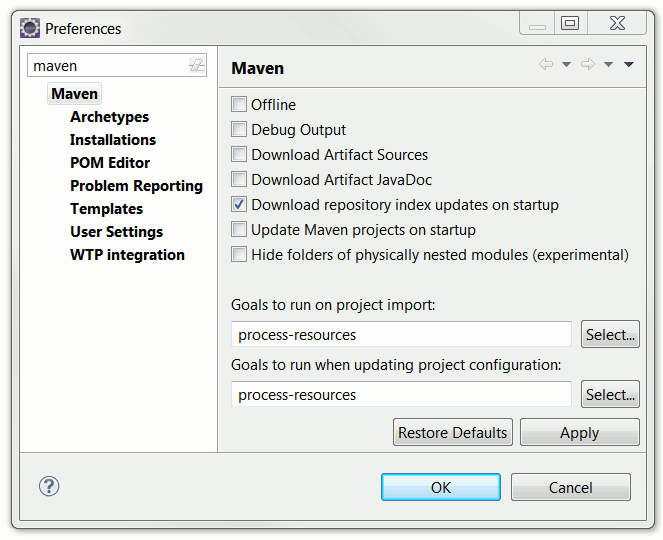 Preferences
maven
Maven
Archetypes
Installations
POM Editor
Problem Reporting
Templates
User Settings
WTP integration
Maven
Offline
Debug Output
Download Artifact Sources
Download Artifact JavaDoc
Download repository index updates on startup
Update Maven projects on startup
Hide folders of physically nested modules (experimental)
Goals to run on project import:
process-resources
Select...
Goals to run when updating project configuration:
process-resources
Select...
Restore Defaults
Apply
?
OK
Cancel